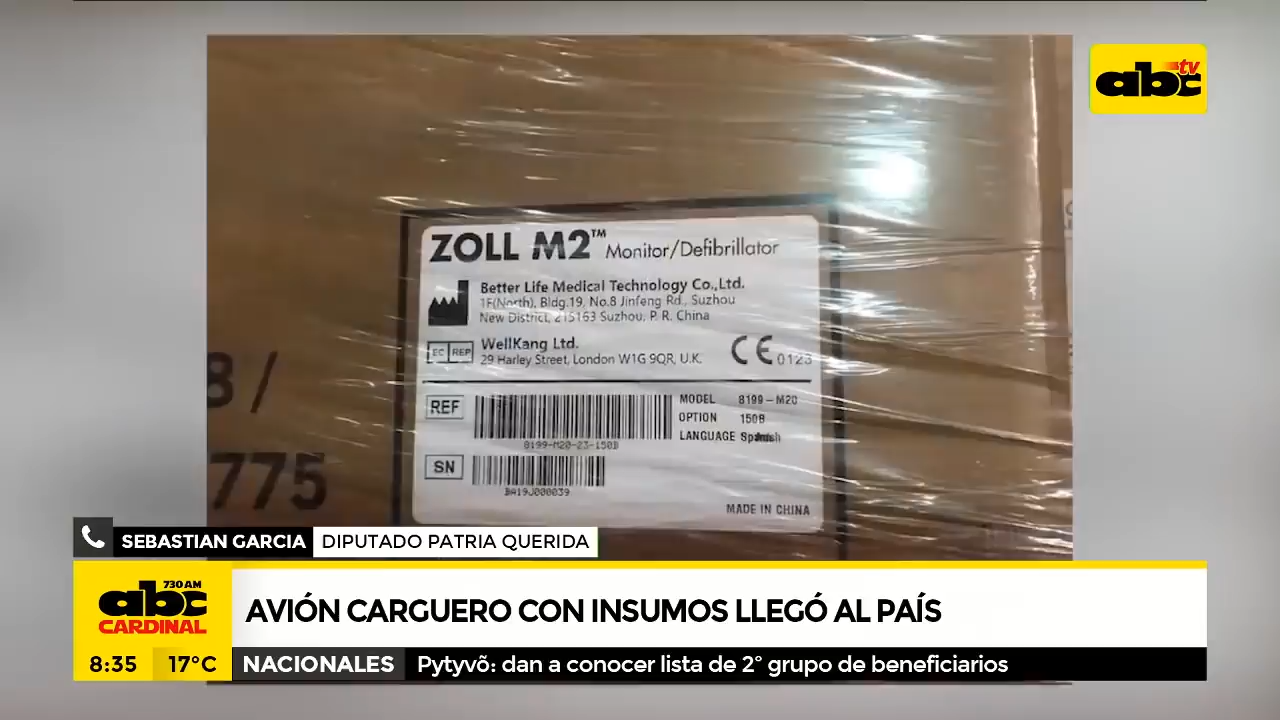 abc tv
ZOLL M2™ Monitor/Defibrillator
Better Life Medical Technology Co.,Ltd.
1F(North), Bldg.19, No.8 Jinfeng Rd., Suzhou
New District, 215163 Suzhou, P. R. China
EC REP
WellKang Ltd.
29 Harley Street, London W1G 9QR, U.K.
CE 0123
8 /
775
REF
8199-M20-23-150B
MODEL 8199-M20
OPTION 150B
LANGUAGE Spanish
SN
BA19J000039
MADE IN CHINA
SEBASTIAN GARCIA
DIPUTADO PATRIA QUERIDA
730 AM
abc
CARDINAL
AVIÓN CARGUERO CON INSUMOS LLEGÓ AL PAÍS
8:35
17°C
NACIONALES
Pytyvõ: dan a conocer lista de 2° grupo de beneficiarios